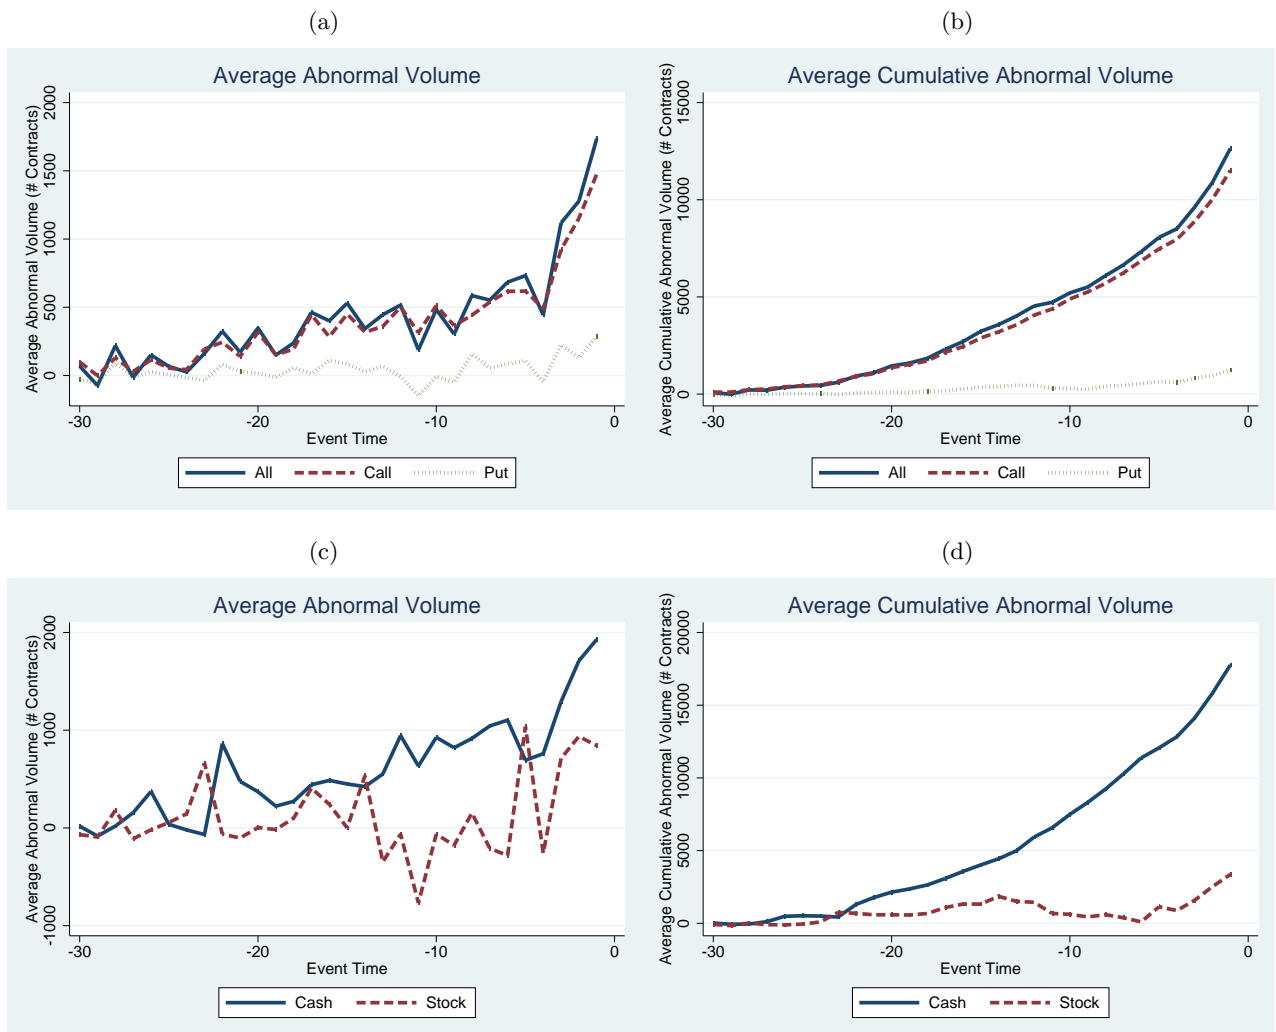 (a)
Average Abnormal Volume
Average Abnormal Volume (# Contracts)
2000
1500
1000
500
0
-30
-20
-10
0
Event Time
All
Call
Put
(b)
Average Cumulative Abnormal Volume
Average Cumulative Abnormal Volume (# Contracts)
15000
10000
5000
0
-30
-20
-10
0
Event Time
All
Call
Put
(c)
Average Abnormal Volume
Average Abnormal Volume (# Contracts)
2000
1000
0
-1000
-30
-20
-10
0
Event Time
Cash
Stock
(d)
Average Cumulative Abnormal Volume
Average Cumulative Abnormal Volume (# Contracts)
20000
15000
10000
5000
0
-30
-20
-10
0
Event Time
Cash
Stock